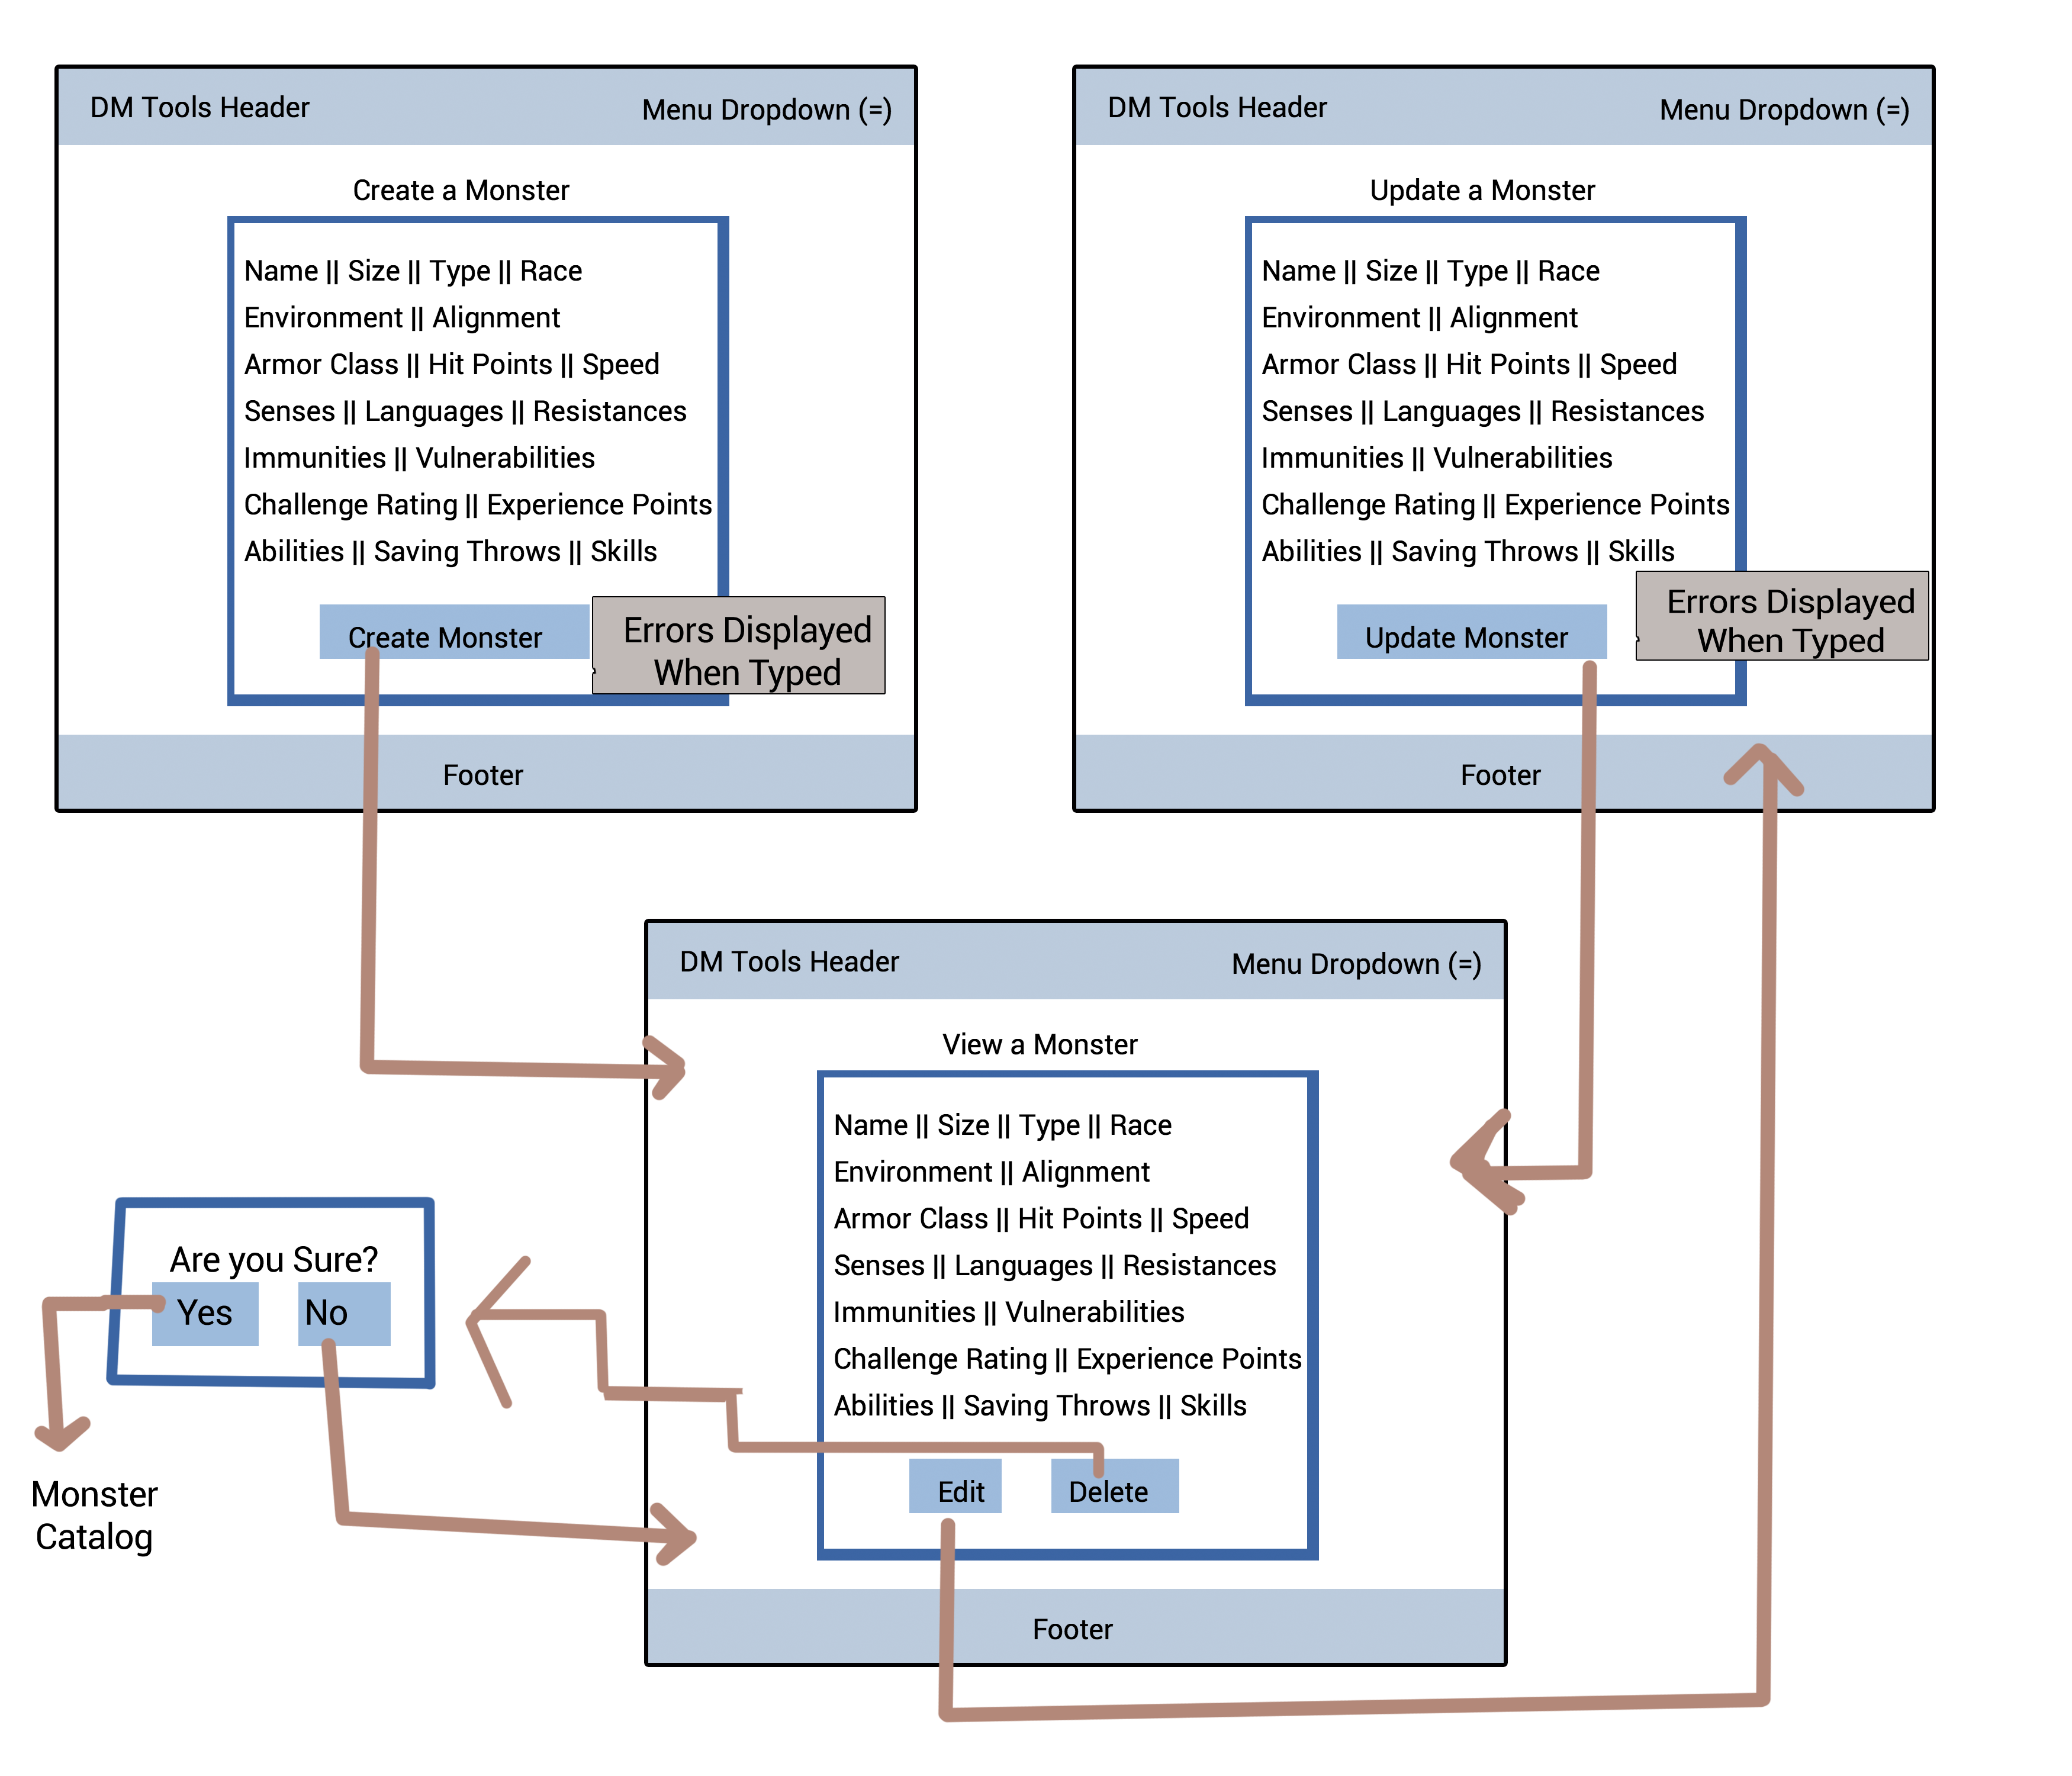 DM Tools Header
Menu Dropdown (=)
Create a Monster
Name || Size || Type || Race
Environment || Alignment
Armor Class || Hit Points || Speed
Senses || Languages || Resistances
Immunities || Vulnerabilities
Challenge Rating || Experience Points
Abilities || Saving Throws || Skills
Create Monster
Errors Displayed
When Typed
Footer
DM Tools Header
Menu Dropdown (=)
Update a Monster
Name || Size || Type || Race
Environment || Alignment
Armor Class || Hit Points || Speed
Senses || Languages || Resistances
Immunities || Vulnerabilities
Challenge Rating || Experience Points
Abilities || Saving Throws || Skills
Update Monster
Errors Displayed
When Typed
Footer
DM Tools Header
Menu Dropdown (=)
View a Monster
Name || Size || Type || Race
Environment || Alignment
Armor Class || Hit Points || Speed
Senses || Languages || Resistances
Immunities || Vulnerabilities
Challenge Rating || Experience Points
Abilities || Saving Throws || Skills
Edit
Delete
Footer
Are you Sure?
Yes
No
Monster
Catalog